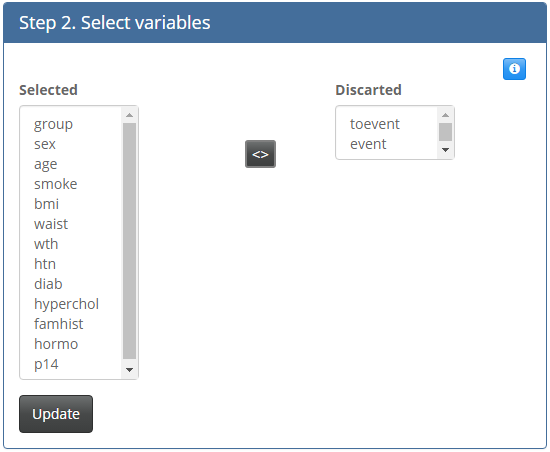 Step 2. Select variables
Selected
group
sex
age
smoke
bmi
waist
wth
htn
diab
hyperchol
famhist
hormo
p14
<>
Discarted
toevent
event
Update